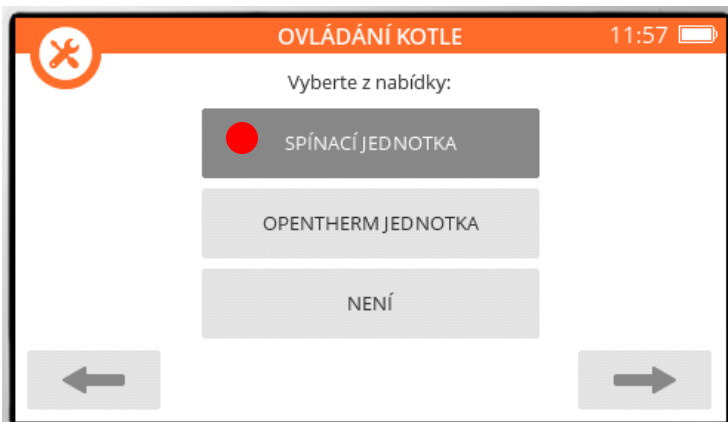 OVLÁDÁNÍ KOTLE
11:57
Vyberte z nabídky:
SPÍNACÍ JEDNOTKA
OPENTHERM JEDNOTKA
NENÍ